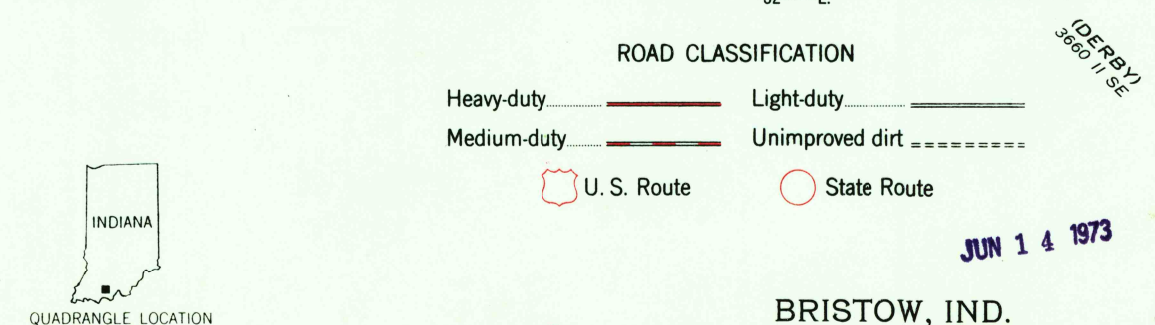 ROAD CLASSIFICATION
(DERBY)
3660 II SE
Heavy-duty Light-duty
Medium-duty Unimproved dirt
U. S. Route State Route
INDIANA
JUN 14 1973
QUADRANGLE LOCATION
BRISTOW, IND.